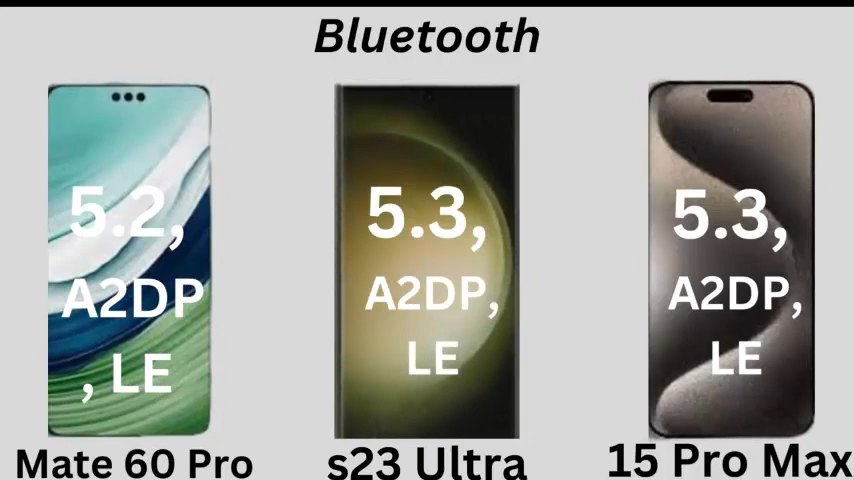 Bluetooth
5.2,
A2DP
, LE
5.3,
A2DP,
LE
5.3,
A2DP,
LE
Mate 60 Pro
s23 Ultra
15 Pro Max